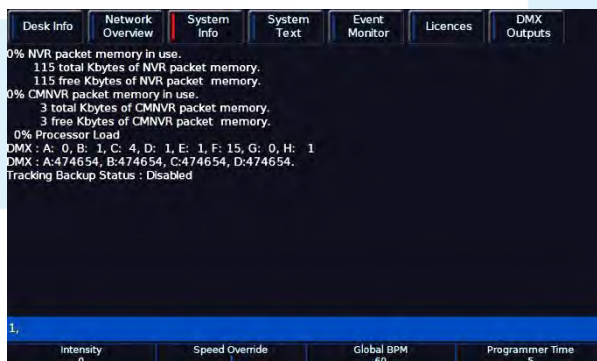 Desk Info
Network Overview
System Info
System Text
Event Monitor
Licences
DMX Outputs
0% NVR packet memory in use.
115 total Kbytes of NVR packet memory.
115 free Kbytes of NVR packet memory.
0% CMNVR packet memory in use.
3 total Kbytes of CMNVR packet memory.
3 free Kbytes of CMNVR packet memory.
0% Processor Load
DMX : A: 0, B: 1, C: 4, D: 1, E: 1, F: 15, G: 0, H: 1
DMX : A:474654, B:474654, C:474654, D:474654.
Tracking Backup Status : Disabled
1,
Intensity Speed Override Global BPM Programmer Time